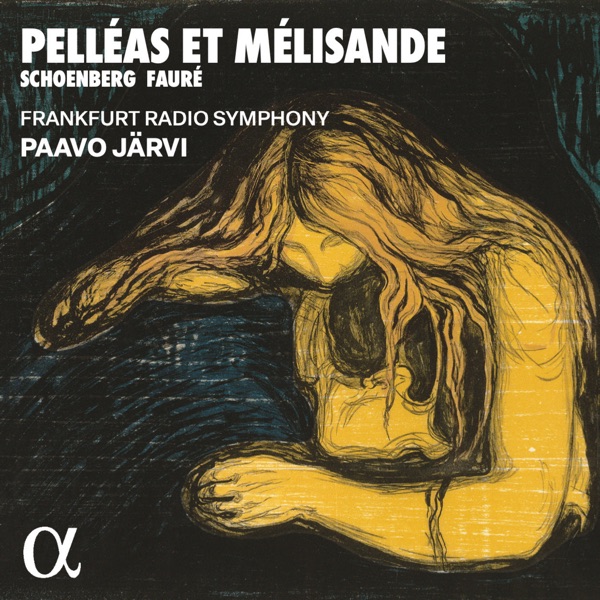 PELLÉAS ET MÉLISANDE
SCHOENBERG FAURÉ
FRANKFURT RADIO SYMPHONY
PAAVO JÄRVI
α